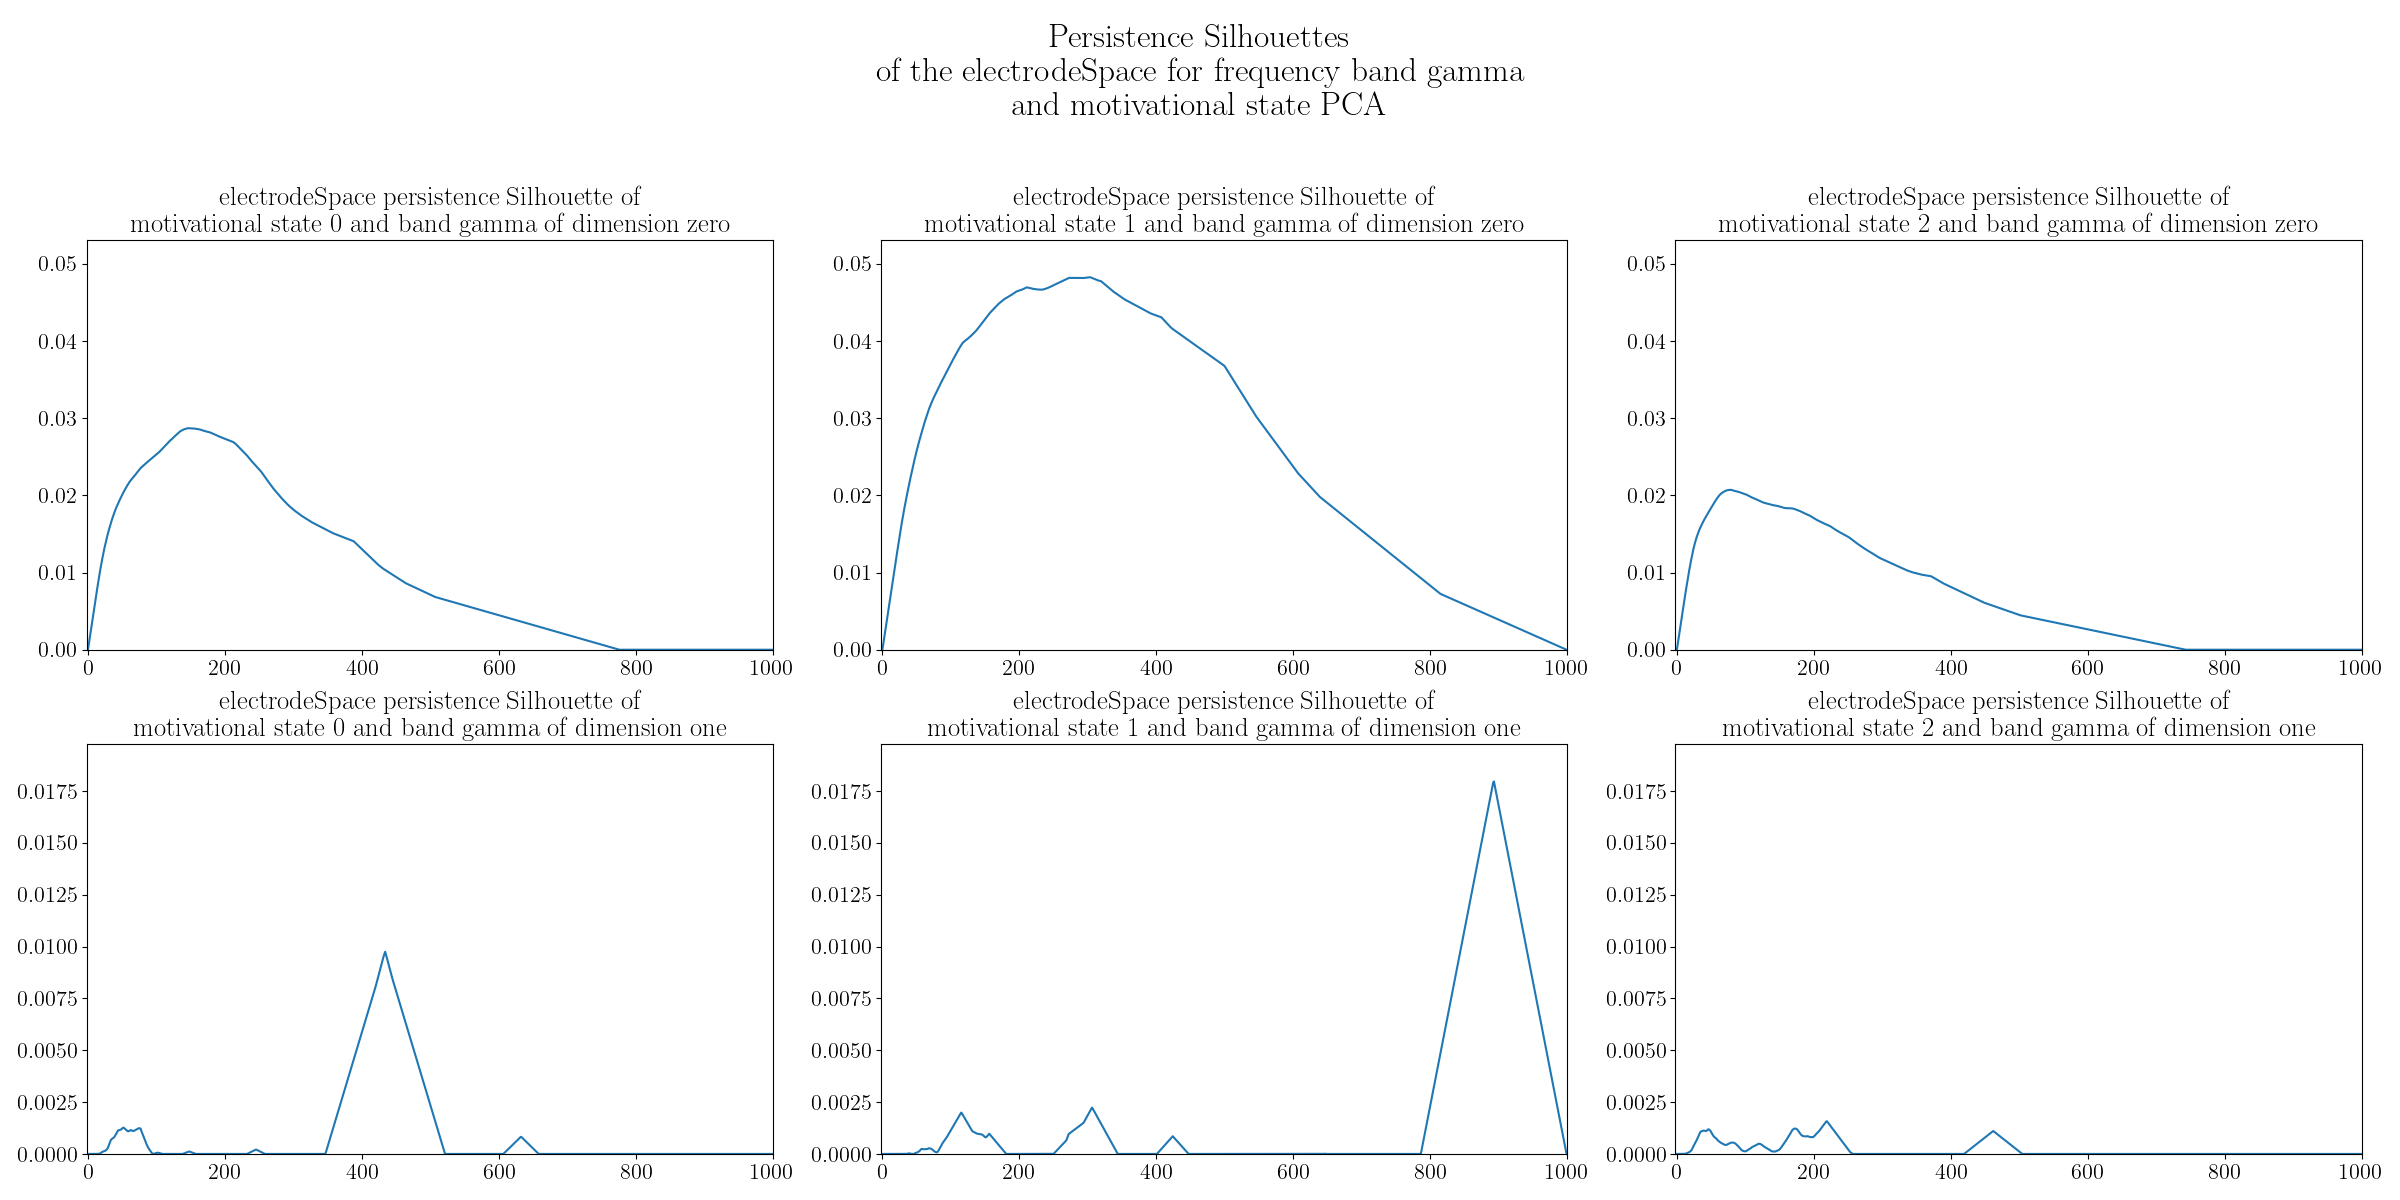 Persistence Silhouettes
of the electrodeSpace for frequency band gamma
and motivational state PCA
electrodeSpace persistence Silhouette of
motivational state 0 and band gamma of dimension zero
0.05
0.04
0.03
0.02
0.01
0.00
0 200 400 600 800 1000
electrodeSpace persistence Silhouette of
motivational state 1 and band gamma of dimension zero
0.05
0.04
0.03
0.02
0.01
0.00
0 200 400 600 800 1000
electrodeSpace persistence Silhouette of
motivational state 2 and band gamma of dimension zero
0.05
0.04
0.03
0.02
0.01
0.00
0 200 400 600 800 1000
electrodeSpace persistence Silhouette of
motivational state 0 and band gamma of dimension one
0.0175
0.0150
0.0125
0.0100
0.0075
0.0050
0.0025
0.0000
0 200 400 600 800 1000
electrodeSpace persistence Silhouette of
motivational state 1 and band gamma of dimension one
0.0175
0.0150
0.0125
0.0100
0.0075
0.0050
0.0025
0.0000
0 200 400 600 800 1000
electrodeSpace persistence Silhouette of
motivational state 2 and band gamma of dimension one
0.0175
0.0150
0.0125
0.0100
0.0075
0.0050
0.0025
0.0000
0 200 400 600 800 1000